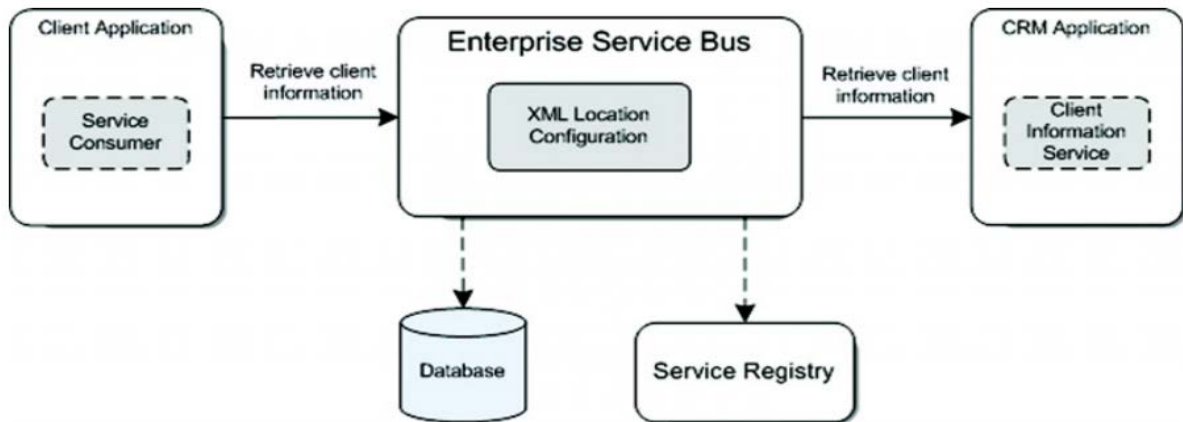 Client Application
Service
Consumer
Retrieve client
information
Enterprise Service Bus
XML Location
Configuration
Retrieve client
information
CRM Application
Client
Information
Service
Database
Service Registry